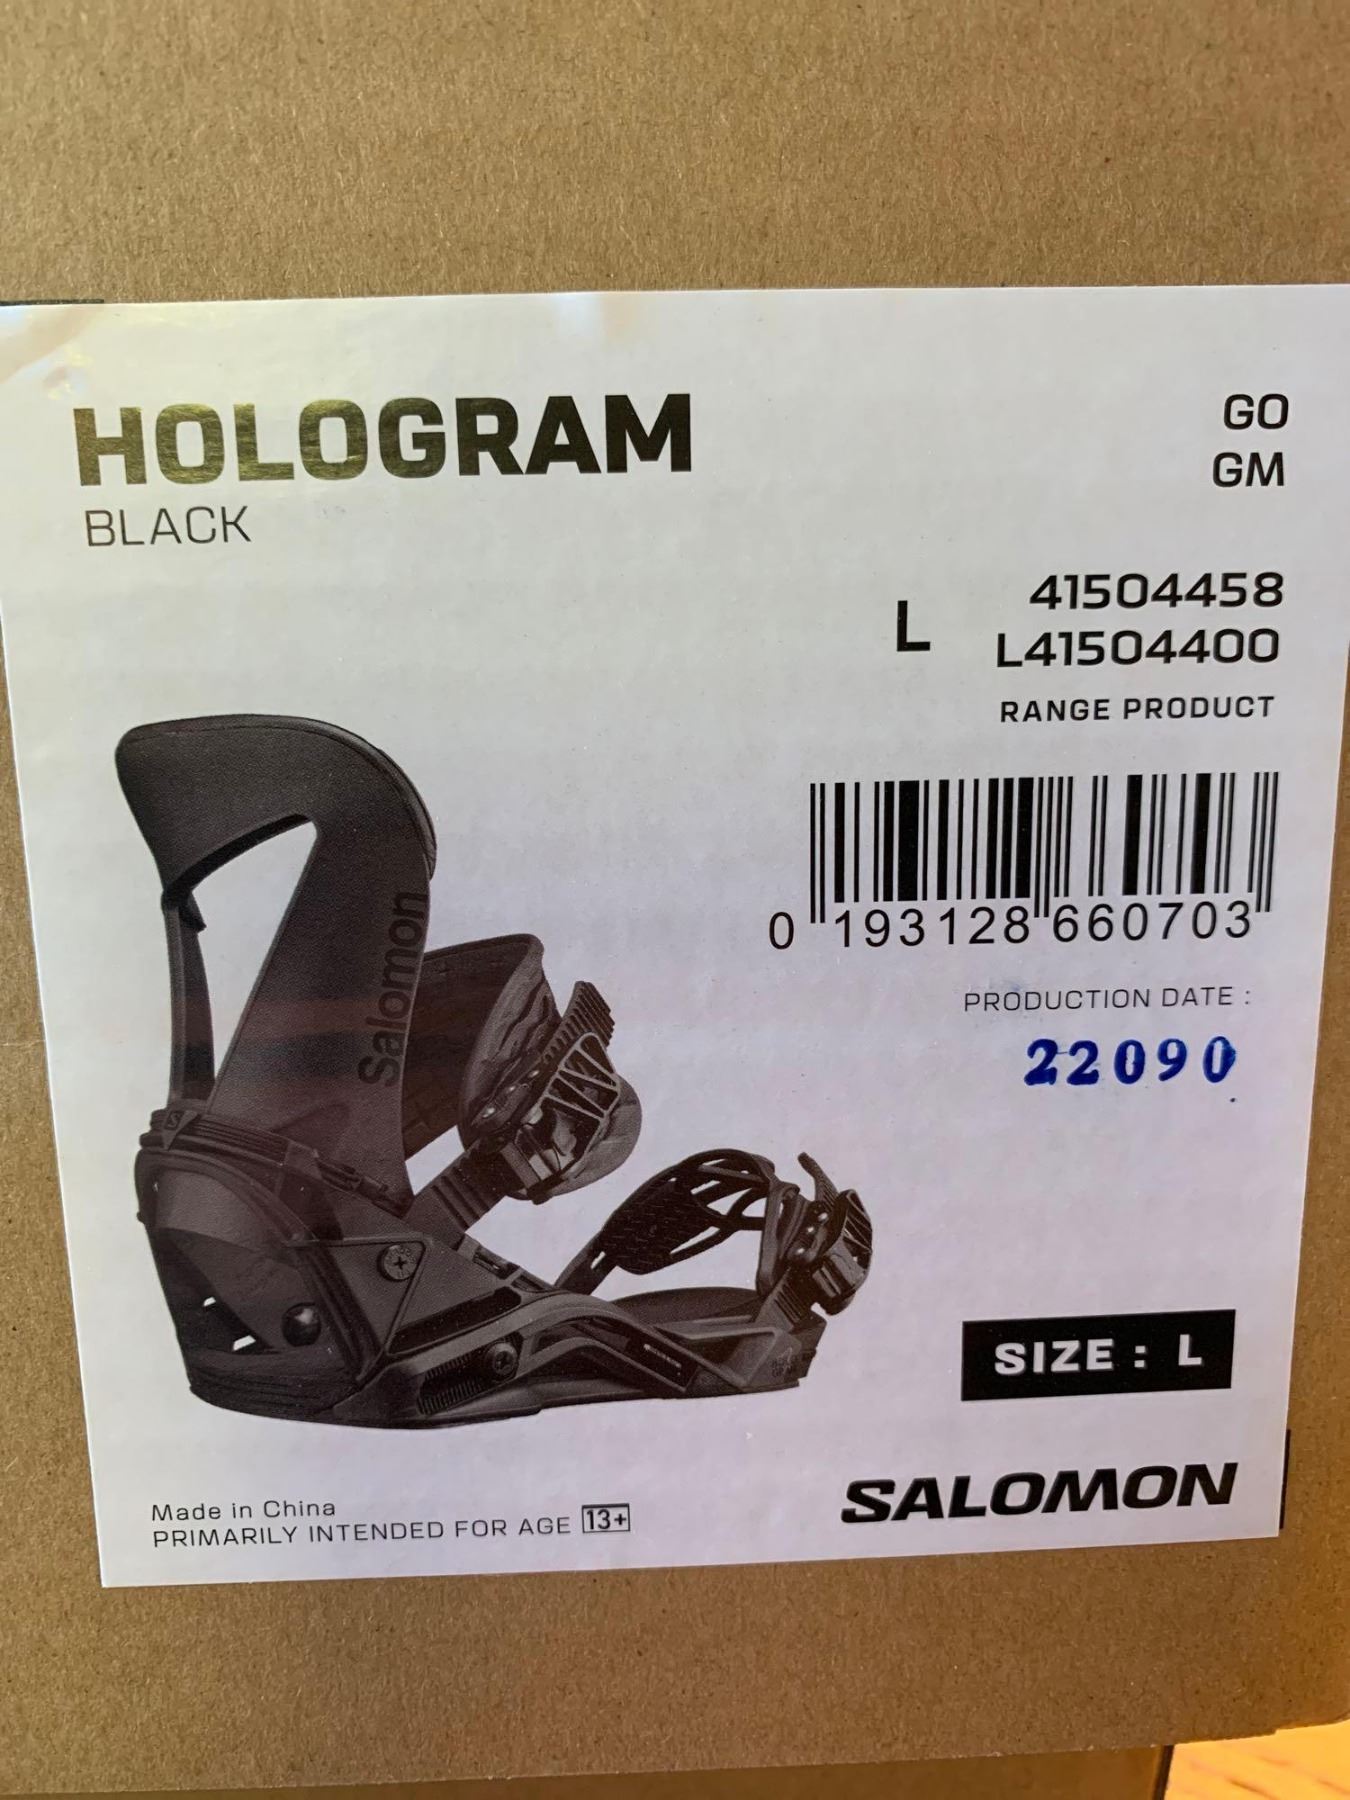 HOLOGRAM
BLACK
GO
GM
L
41504458
L41504400
RANGE PRODUCT
0 193128 660703
PRODUCTION DATE :
22090
Salomon
SIZE : L
SALOMON
Made in China
PRIMARILY INTENDED FOR AGE 13+